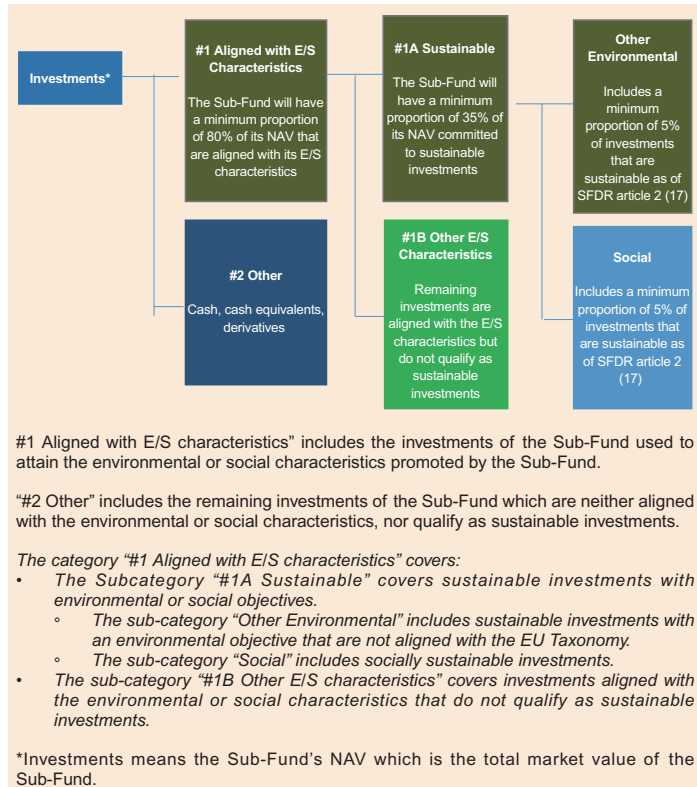 Investments*
#1 Aligned with E/S
Characteristics
The Sub-Fund will have
a minimum proportion
of 80% of its NAV that
are aligned with its E/S
characteristics
#1A Sustainable
The Sub-Fund will
have a minimum
proportion of 35% of
its NAV committed
to sustainable
investments
Other
Environmental
Includes a
minimum
proportion of 5%
of investments
that are
sustainable as of
SFDR article 2 (17)
#2 Other
Cash, cash equivalents,
derivatives
#1B Other E/S
Characteristics
Remaining
investments are
aligned with the E/S
characteristics but
do not qualify as
sustainable
investments
Social
Includes a minimum
proportion of 5% of
investments that
are sustainable as
of SFDR article 2
(17)
#1 Aligned with E/S characteristics” includes the investments of the Sub-Fund used to
attain the environmental or social characteristics promoted by the Sub-Fund.
“#2 Other” includes the remaining investments of the Sub-Fund which are neither aligned
with the environmental or social characteristics, nor qualify as sustainable investments.
The category “#1 Aligned with E/S characteristics” covers:
• The Subcategory “#1A Sustainable” covers sustainable investments with
environmental or social objectives.
◦ The sub-category “Other Environmental” includes sustainable investments with
an environmental objective that are not aligned with the EU Taxonomy.
◦ The sub-category “Social” includes socially sustainable investments.
• The sub-category “#1B Other E/S characteristics” covers investments aligned with
the environmental or social characteristics that do not qualify as sustainable
investments.
*Investments means the Sub-Fund’s NAV which is the total market value of the
Sub-Fund.